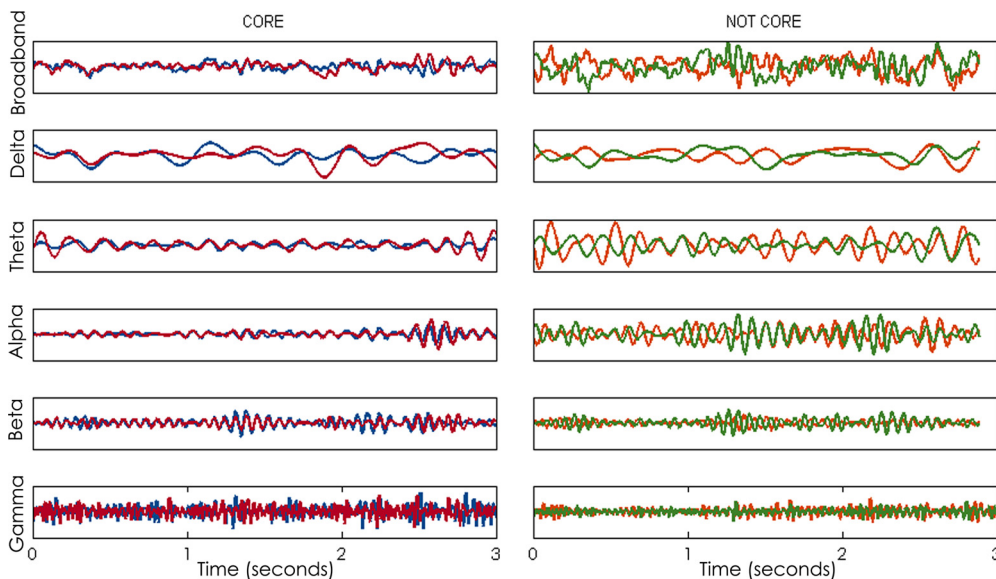 CORE
NOT CORE
Broadband
Delta
Theta
Alpha
Beta
Gamma
0 1 2 3
0 1 2 3
Time (seconds)
Time (seconds)